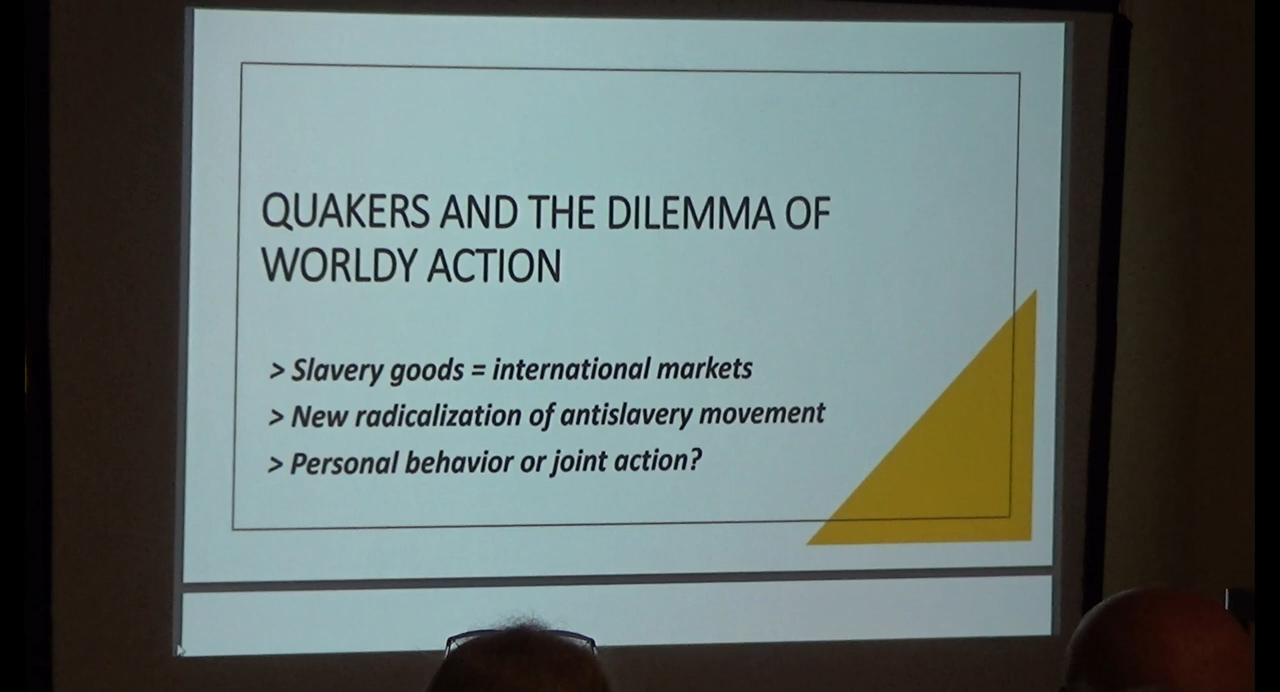 QUAKERS AND THE DILEMMA OF
WORLDY ACTION
> Slavery goods = international markets
> New radicalization of antislavery movement
> Personal behavior or joint action?